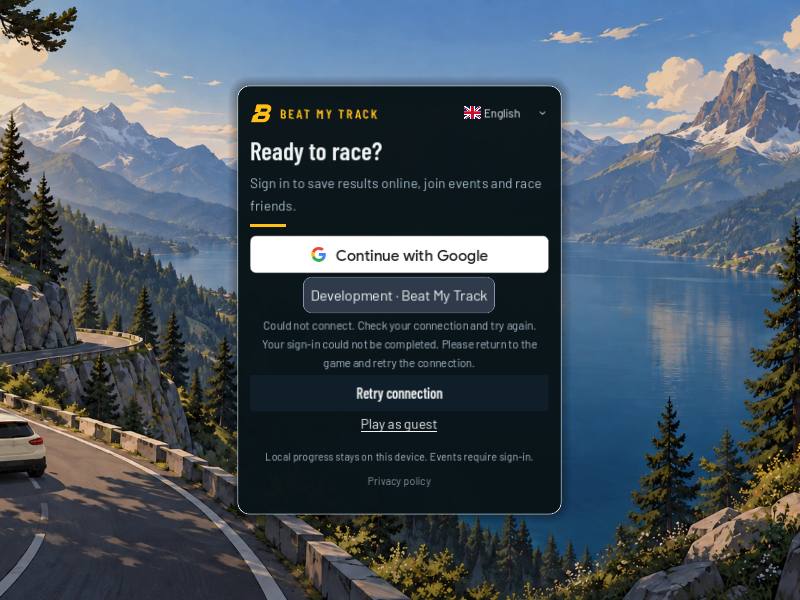 BEAT MY TRACK
English
Ready to race?
Sign in to save results online, join events and race
friends.
Continue with Google
Development · Beat My Track
Could not connect. Check your connection and try again.
Your sign-in could not be completed. Please return to the
game and retry the connection.
Retry connection
Play as guest
Local progress stays on this device. Events require sign-in.
Privacy policy